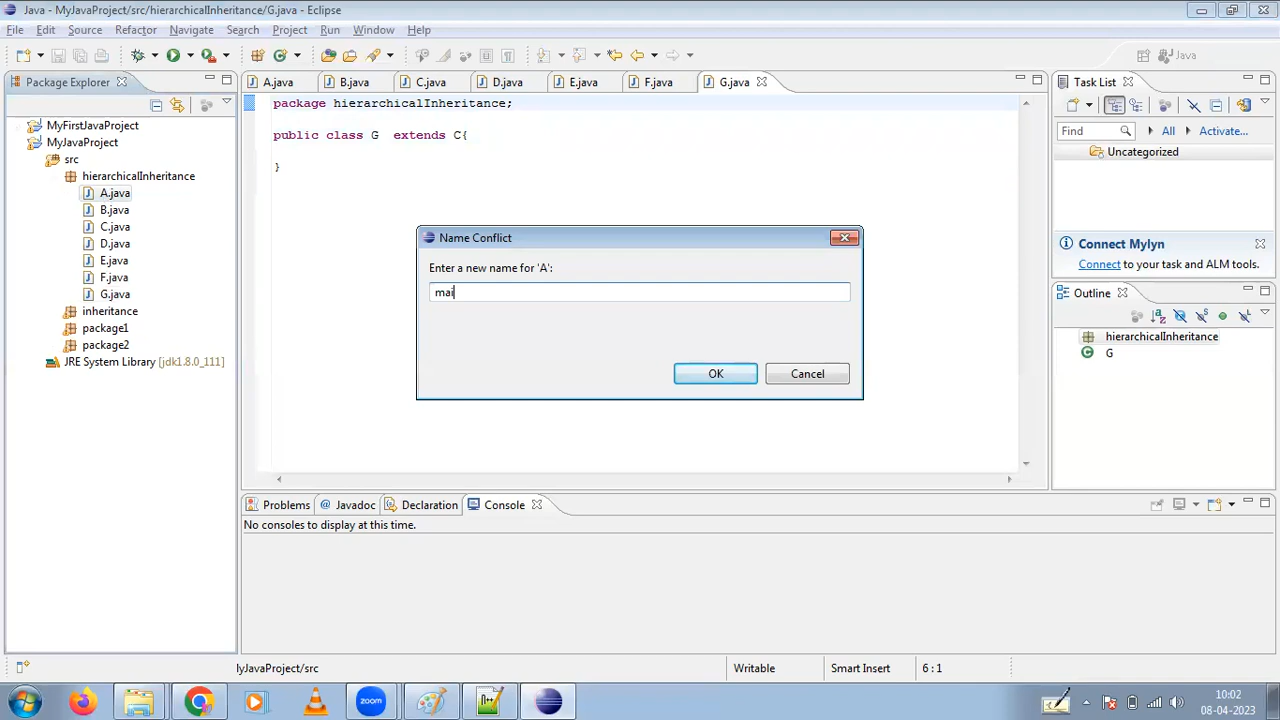 Java - MyJavaProject/src/hierarchicalInheritance/G.java - Eclipse
File Edit Source Refactor Navigate Search Project Run Window Help
Java
Package Explorer
A.java B.java C.java D.java E.java F.java G.java
Task List
MyFirstJavaProject
MyJavaProject
src
hierarchicalInheritance
A.java
B.java
C.java
D.java
E.java
F.java
G.java
inheritance
package1
package2
JRE System Library [jdk1.8.0_111]
package hierarchicalInheritance;
public class G  extends C{
}
Name Conflict
Enter a new name for 'A':
mai
OK Cancel
Find All Activate...
Uncategorized
Connect Mylyn
Connect to your task and ALM tools.
Outline
hierarchicalInheritance
G
Problems @ Javadoc Declaration Console
No consoles to display at this time.
lyJavaProject/src Writable Smart Insert 6 : 1
zoom
10:02
08-04-2023